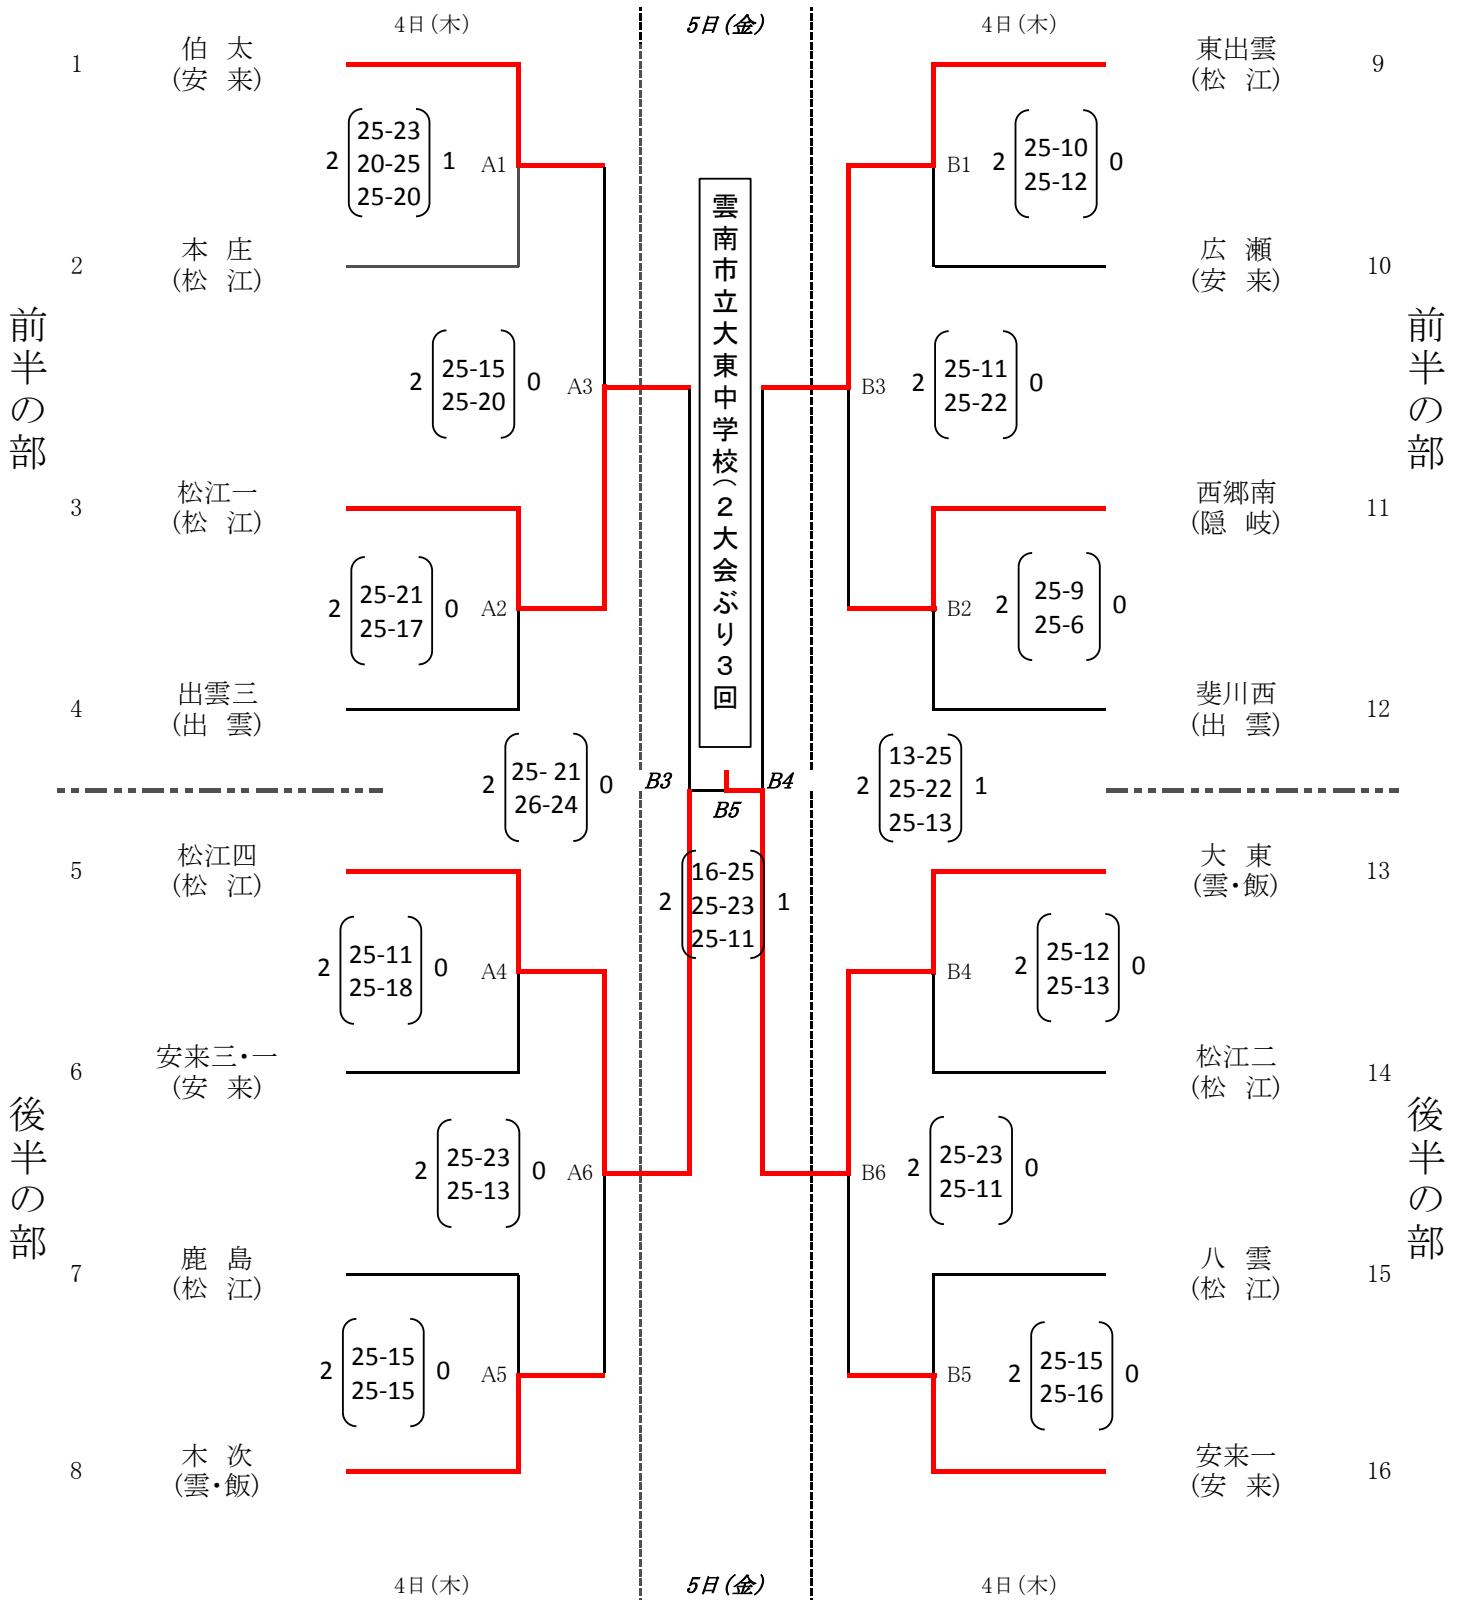 4日(木)
5日(金)
4日(木)
1
伯 太
(安 来)
東出雲
(松 江)
9
2
25-23
20-25
25-20
1
A1
B1
2
25-10
25-12
0
2
本 庄
(松 江)
広 瀬
(安 来)
10
雲南市立大東中学校(2大会ぶり3回
前半の部
前半の部
2
25-15
25-20
0
A3
B3
2
25-11
25-22
0
3
松江一
(松 江)
西郷南
(隠 岐)
11
2
25-21
25-17
0
A2
B2
2
25-9
25-6
0
4
出雲三
(出 雲)
斐川西
(出 雲)
12
2
25- 21
26-24
0
B3
B4
B5
2
13-25
25-22
25-13
1
2
16-25
25-23
25-11
1
5
松江四
(松 江)
大 東
(雲・飯)
13
2
25-11
25-18
0
A4
B4
2
25-12
25-13
0
6
安来三・一
(安 来)
松江二
(松 江)
14
後半の部
後半の部
2
25-23
25-13
0
A6
B6
2
25-23
25-11
0
7
鹿 島
(松 江)
八 雲
(松 江)
15
2
25-15
25-15
0
A5
B5
2
25-15
25-16
0
8
木 次
(雲・飯)
安来一
(安 来)
16
4日(木)
5日(金)
4日(木)